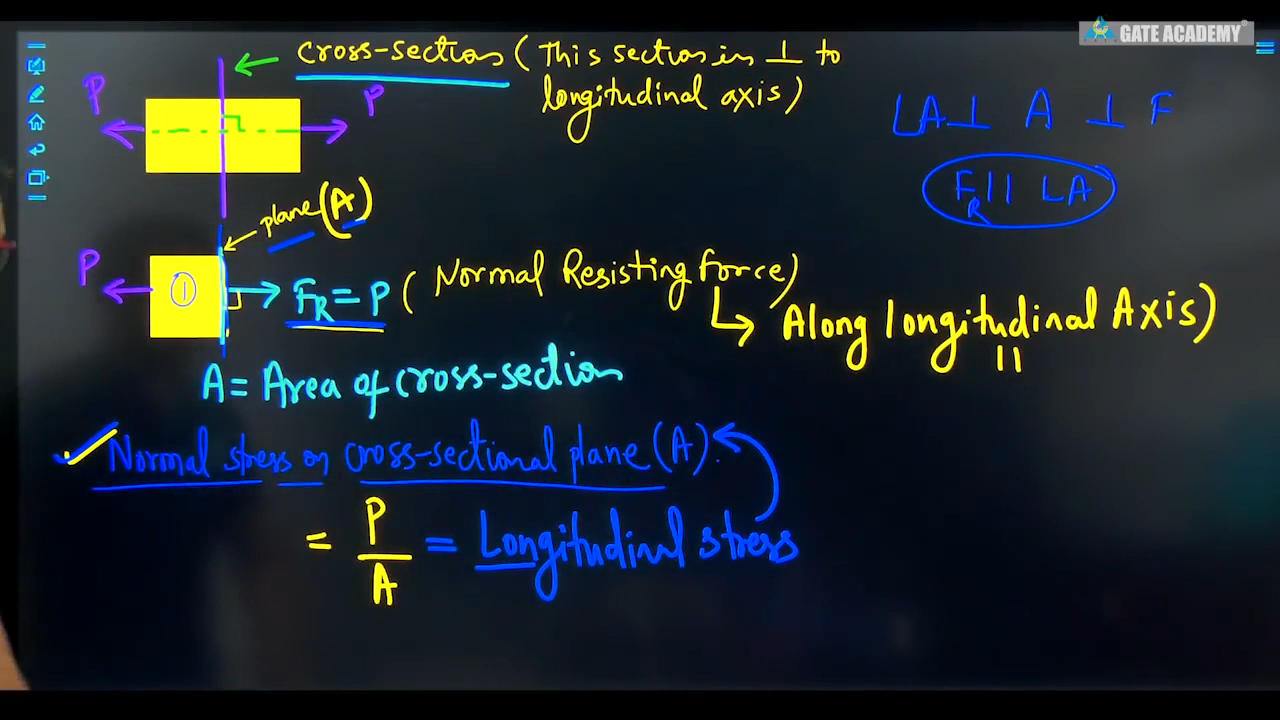 GATE ACADEMY
cross-section (This section is ⊥ to
longitudinal axis)
P
P
LA ⊥ A ⊥ F
F_R || LA
plane (A)
P
①
F_R = P (Normal Resisting force)
↳ Along longitudinal Axis)
||
A = Area of cross-section
✓ Normal stress on cross-sectional plane (A).
= P/A = Longitudinal stress